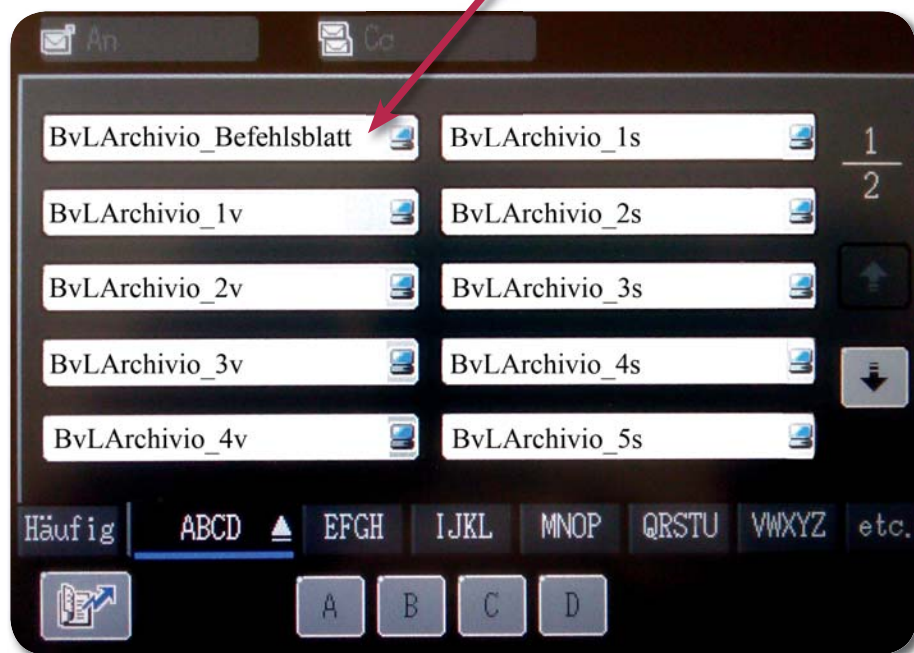 An Cc
BvLArchivio_Befehlsblatt BvLArchivio_1s
BvLArchivio_1v BvLArchivio_2s
BvLArchivio_2v BvLArchivio_3s
BvLArchivio_3v BvLArchivio_4s
BvLArchivio_4v BvLArchivio_5s
1
2
Häufig ABCD EFGH IJKL MNOP QRSTU VWXYZ etc.
A B C D